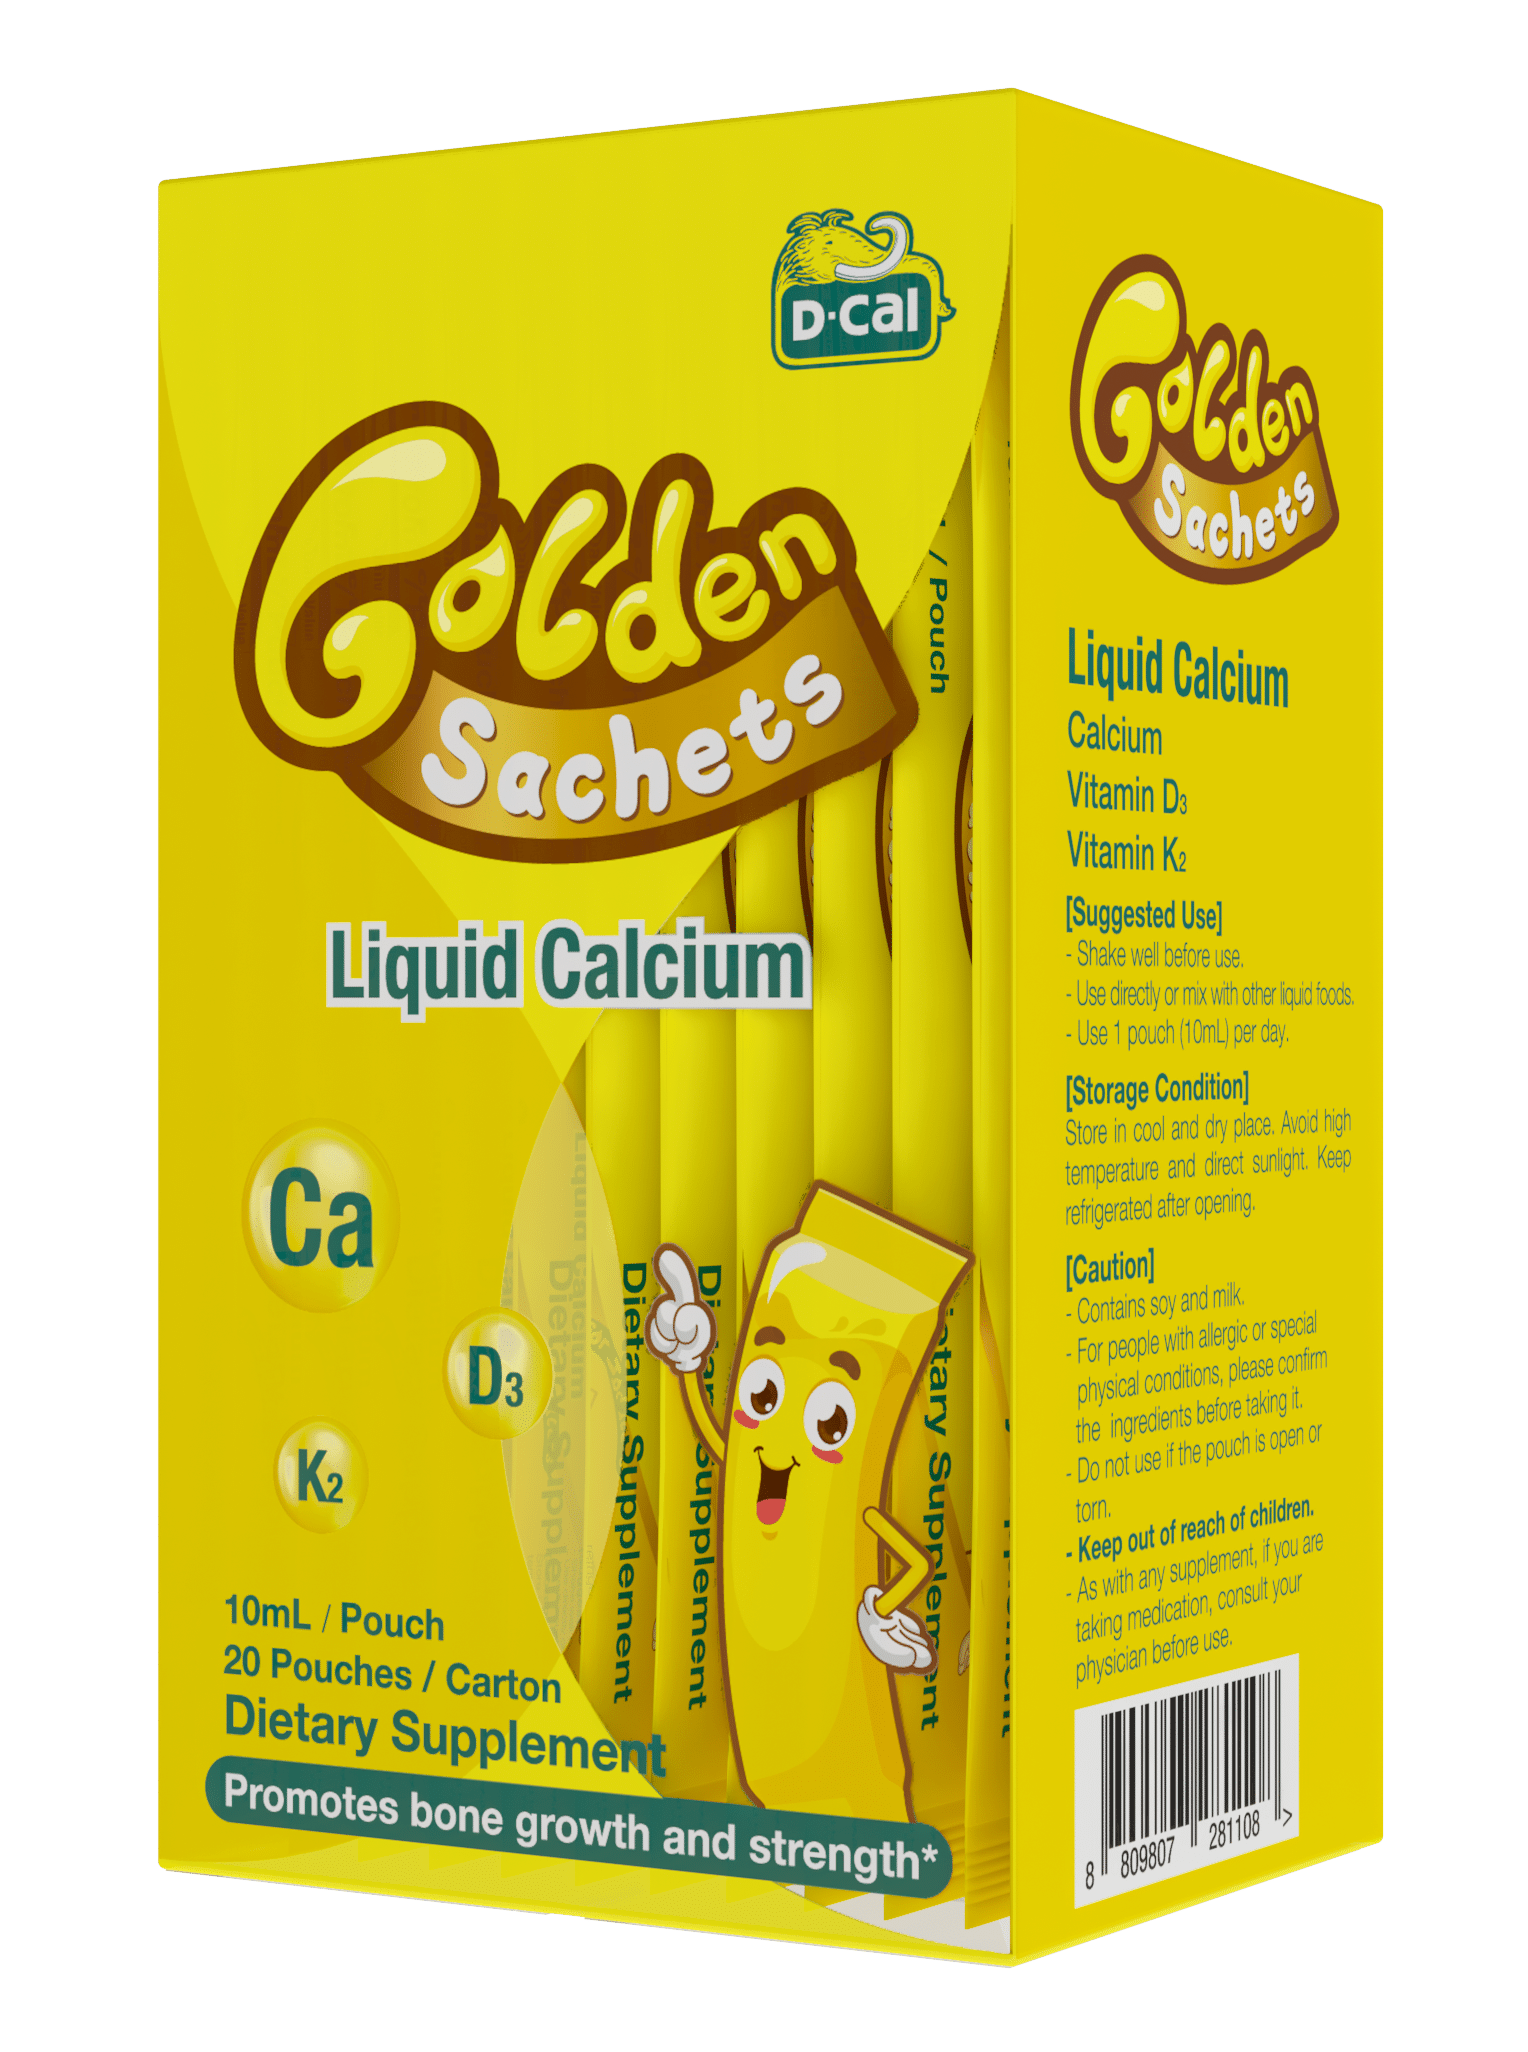 D·Cal
Golden
Sachets
Liquid Calcium
Ca
D3
K2
10mL / Pouch
20 Pouches / Carton
Dietary Supplement
Promotes bone growth and strength*
/ Pouch
Dietary Supplement
Supplement
etary Supplement
Golden
Sachets
Liquid Calcium
Calcium
Vitamin D3
Vitamin K2
[Suggested Use]
- Shake well before use.
- Use directly or mix with other liquid foods.
- Use 1 pouch (10mL) per day.
[Storage Condition]
Store in cool and dry place. Avoid high
temperature and direct sunlight. Keep
refrigerated after opening.
[Caution]
- Contains soy and milk.
- For people with allergic or special
physical conditions, please confirm
the ingredients before taking it.
- Do not use if the pouch is open or
torn.
- Keep out of reach of children.
- As with any supplement, if you are
taking medication, consult your
physician before use.
8 809807 281108 >